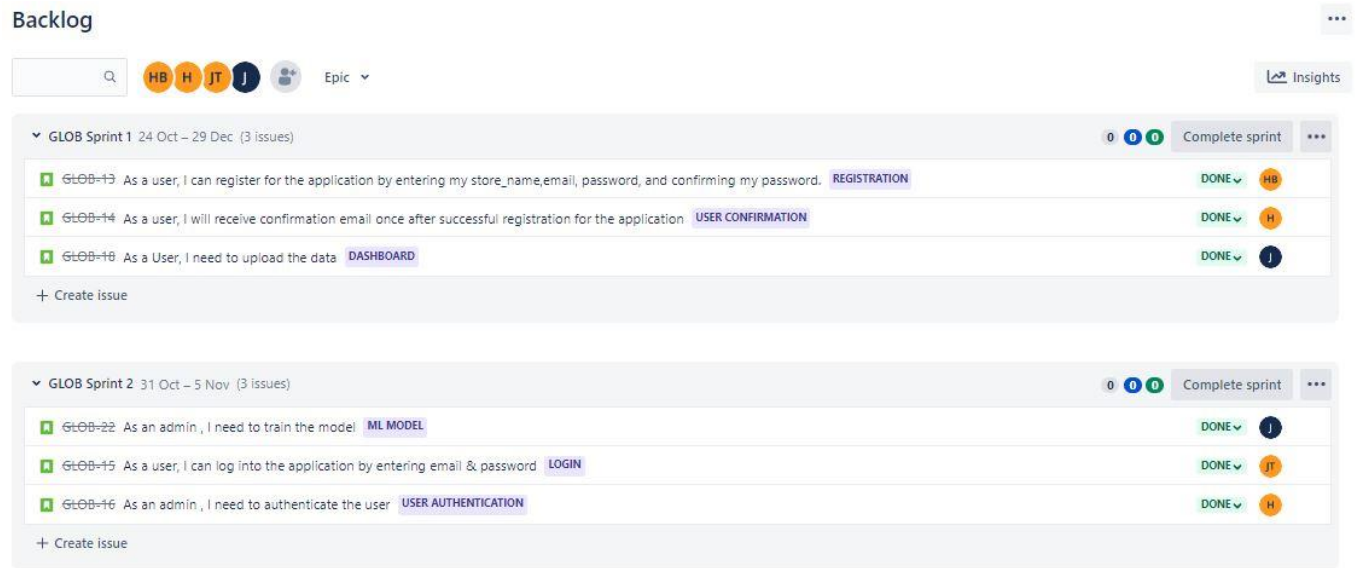 Backlog
HB H JT J Epic Insights
GLOB Sprint 1 24 Oct – 29 Dec (3 issues) 0 0 0 Complete sprint
GLOB-13 As a user, I can register for the application by entering my store_name,email, password, and confirming my password. REGISTRATION DONE HB
GLOB-14 As a user, I will receive confirmation email once after successful registration for the application USER CONFIRMATION DONE H
GLOB-18 As a User, I need to upload the data DASHBOARD DONE J
+ Create issue
GLOB Sprint 2 31 Oct – 5 Nov (3 issues) 0 0 0 Complete sprint
GLOB-22 As an admin , I need to train the model ML MODEL DONE J
GLOB-15 As a user, I can log into the application by entering email & password LOGIN DONE JT
GLOB-16 As an admin , I need to authenticate the user USER AUTHENTICATION DONE H
+ Create issue